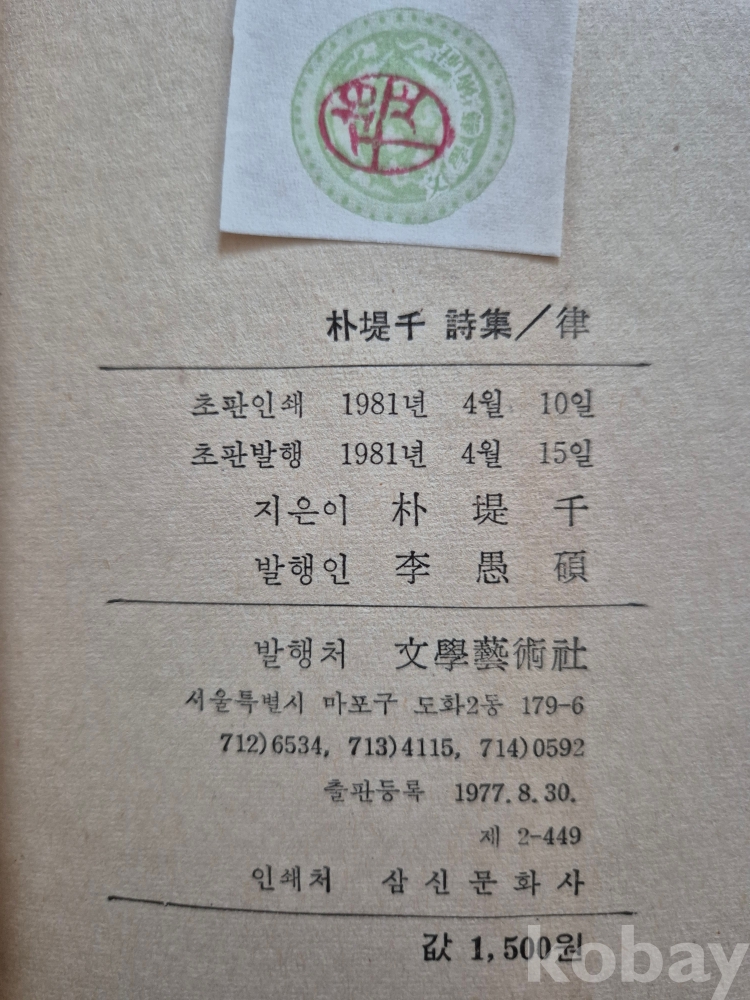 朴堤千 詩集/律
초판인쇄 1981년 4월 10일
초판발행 1981년 4월 15일
지은이 朴堤千
발행인 李愚碩
발행처 文學藝術社
서울특별시 마포구 도화2동 179-6
712)6534, 713)4115, 714)0592
출판등록 1977.8.30.
제 2-449
인쇄처 삼신문화사
값 1,500원
kobay